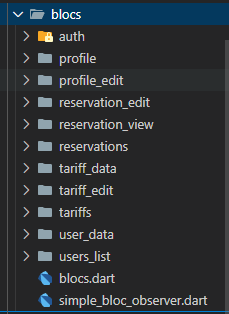 blocs
auth
profile
profile_edit
reservation_edit
reservation_view
reservations
tariff_data
tariff_edit
tariffs
user_data
users_list
blocs.dart
simple_bloc_observer.dart